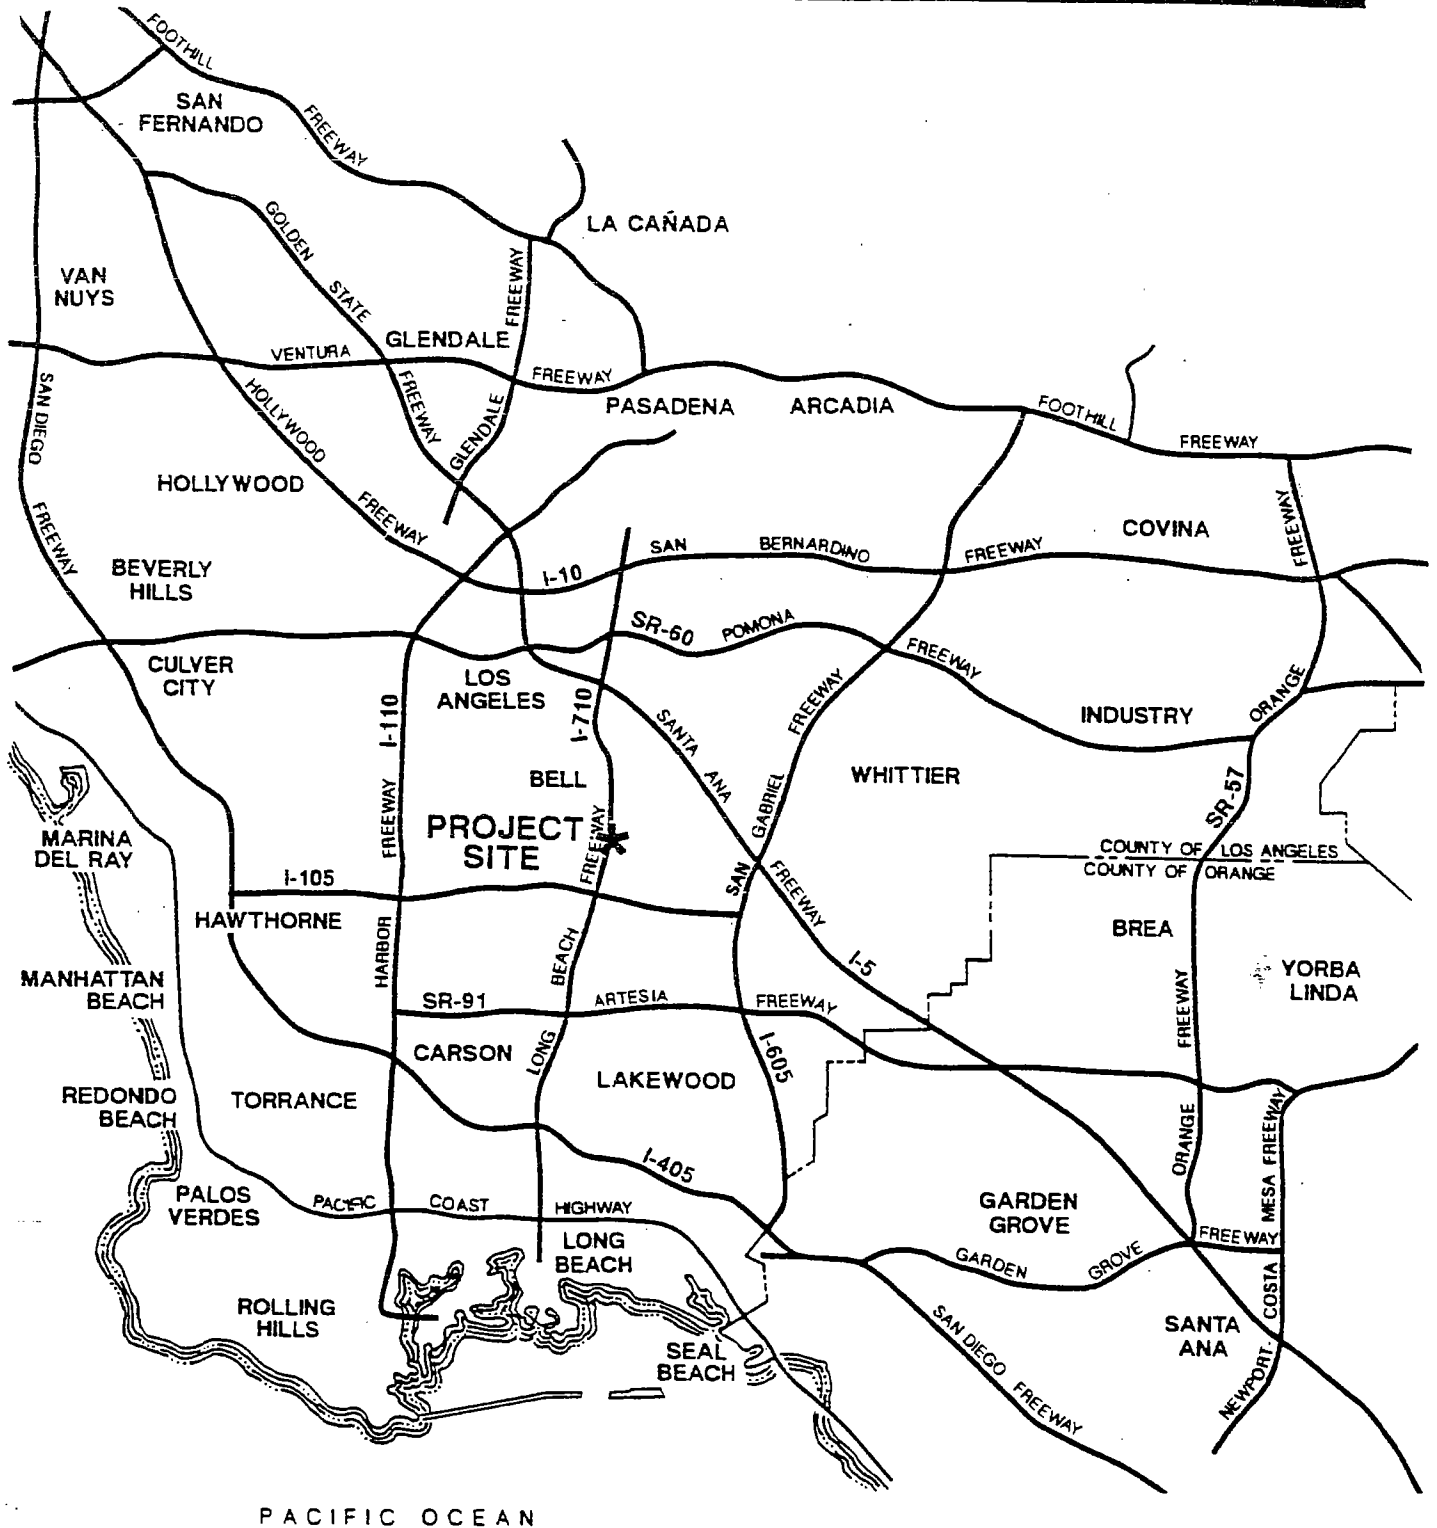 FOOTHILL
FREEWAY
SAN
FERNANDO
LA CAÑADA
GOLDEN
STATE
FREEWAY
VAN
NUYS
GLENDALE
GLENDALE
FREEWAY
VENTURA
FREEWAY
SAN DIEGO
FREEWAY
HOLLYWOOD
FREEWAY
PASADENA
ARCADIA
FOOTHILL
FREEWAY
HOLLYWOOD
COVINA
FREEWAY
BEVERLY
HILLS
I-10
SAN
BERNARDINO
FREEWAY
SR-60
POMONA
FREEWAY
CULVER
CITY
LOS
ANGELES
I-110
I-710
SANTA
ANA
FREEWAY
SAN
GABRIEL
FREEWAY
INDUSTRY
ORANGE
BELL
WHITTIER
SR-57
PROJECT
SITE
FREEWAY
FREEWAY
MARINA
DEL RAY
COUNTY OF LOS ANGELES
COUNTY OF ORANGE
I-105
HAWTHORNE
HARBOR
BEACH
LONG
I-5
BREA
YORBA
LINDA
MANHATTAN
BEACH
SR-91
ARTESIA
FREEWAY
FREEWAY
ORANGE
CARSON
I-605
LAKEWOOD
REDONDO
BEACH
TORRANCE
I-405
COSTA MESA FREEWAY
PALOS
VERDES
PACIFIC
COAST
HIGHWAY
GARDEN
GROVE
LONG
BEACH
GARDEN
GROVE
FREEWAY
ROLLING
HILLS
SAN DIEGO
FREEWAY
SANTA
ANA
SEAL
BEACH
NEWPORT
PACIFIC OCEAN